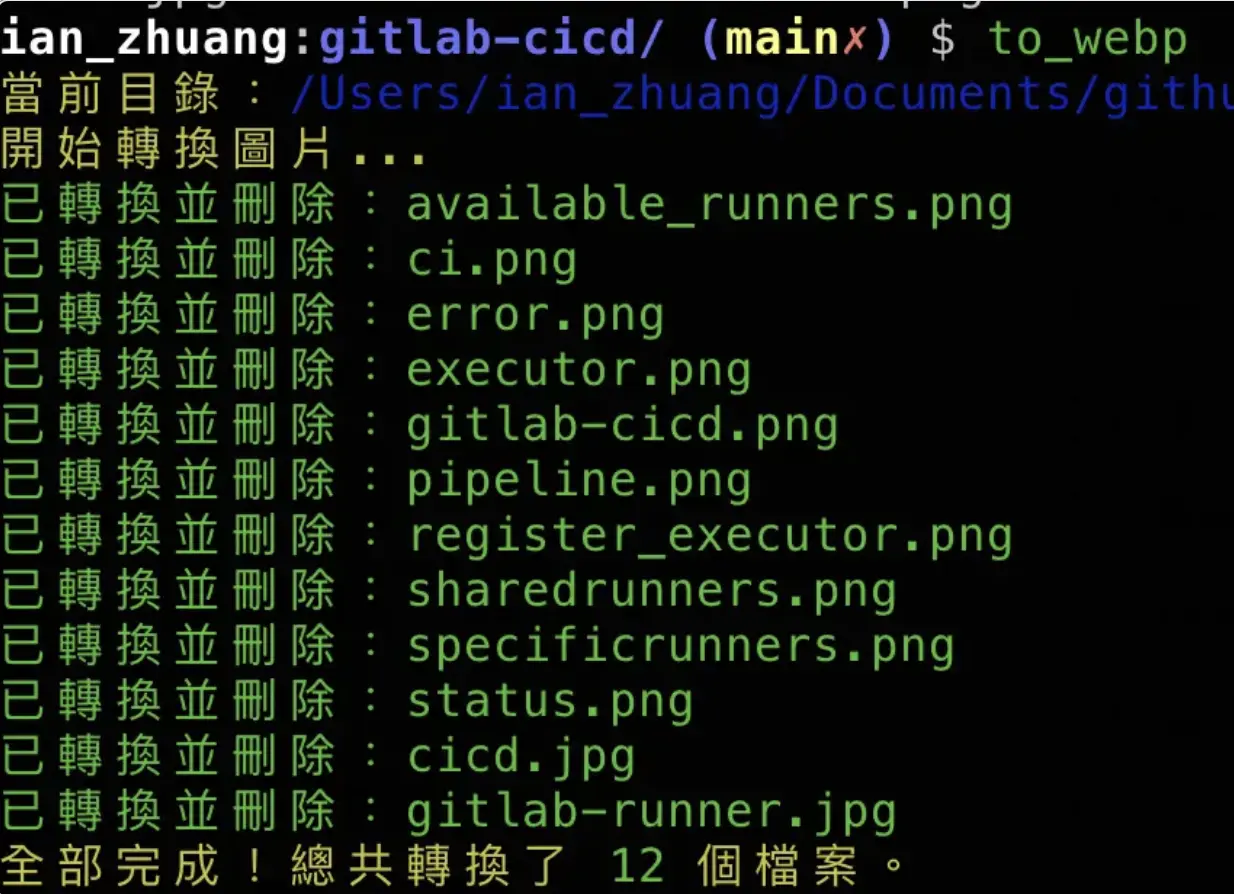 ian_zhuang:gitlab-cicd/ (main✗) $ to_webp
當前目錄：/Users/ian_zhuang/Documents/githu
開始轉換圖片...
已轉換並刪除：available_runners.png
已轉換並刪除：ci.png
已轉換並刪除：error.png
已轉換並刪除：executor.png
已轉換並刪除：gitlab-cicd.png
已轉換並刪除：pipeline.png
已轉換並刪除：register_executor.png
已轉換並刪除：sharedrunners.png
已轉換並刪除：specificrunners.png
已轉換並刪除：status.png
已轉換並刪除：cicd.jpg
已轉換並刪除：gitlab-runner.jpg
全部完成！總共轉換了 12 個檔案。